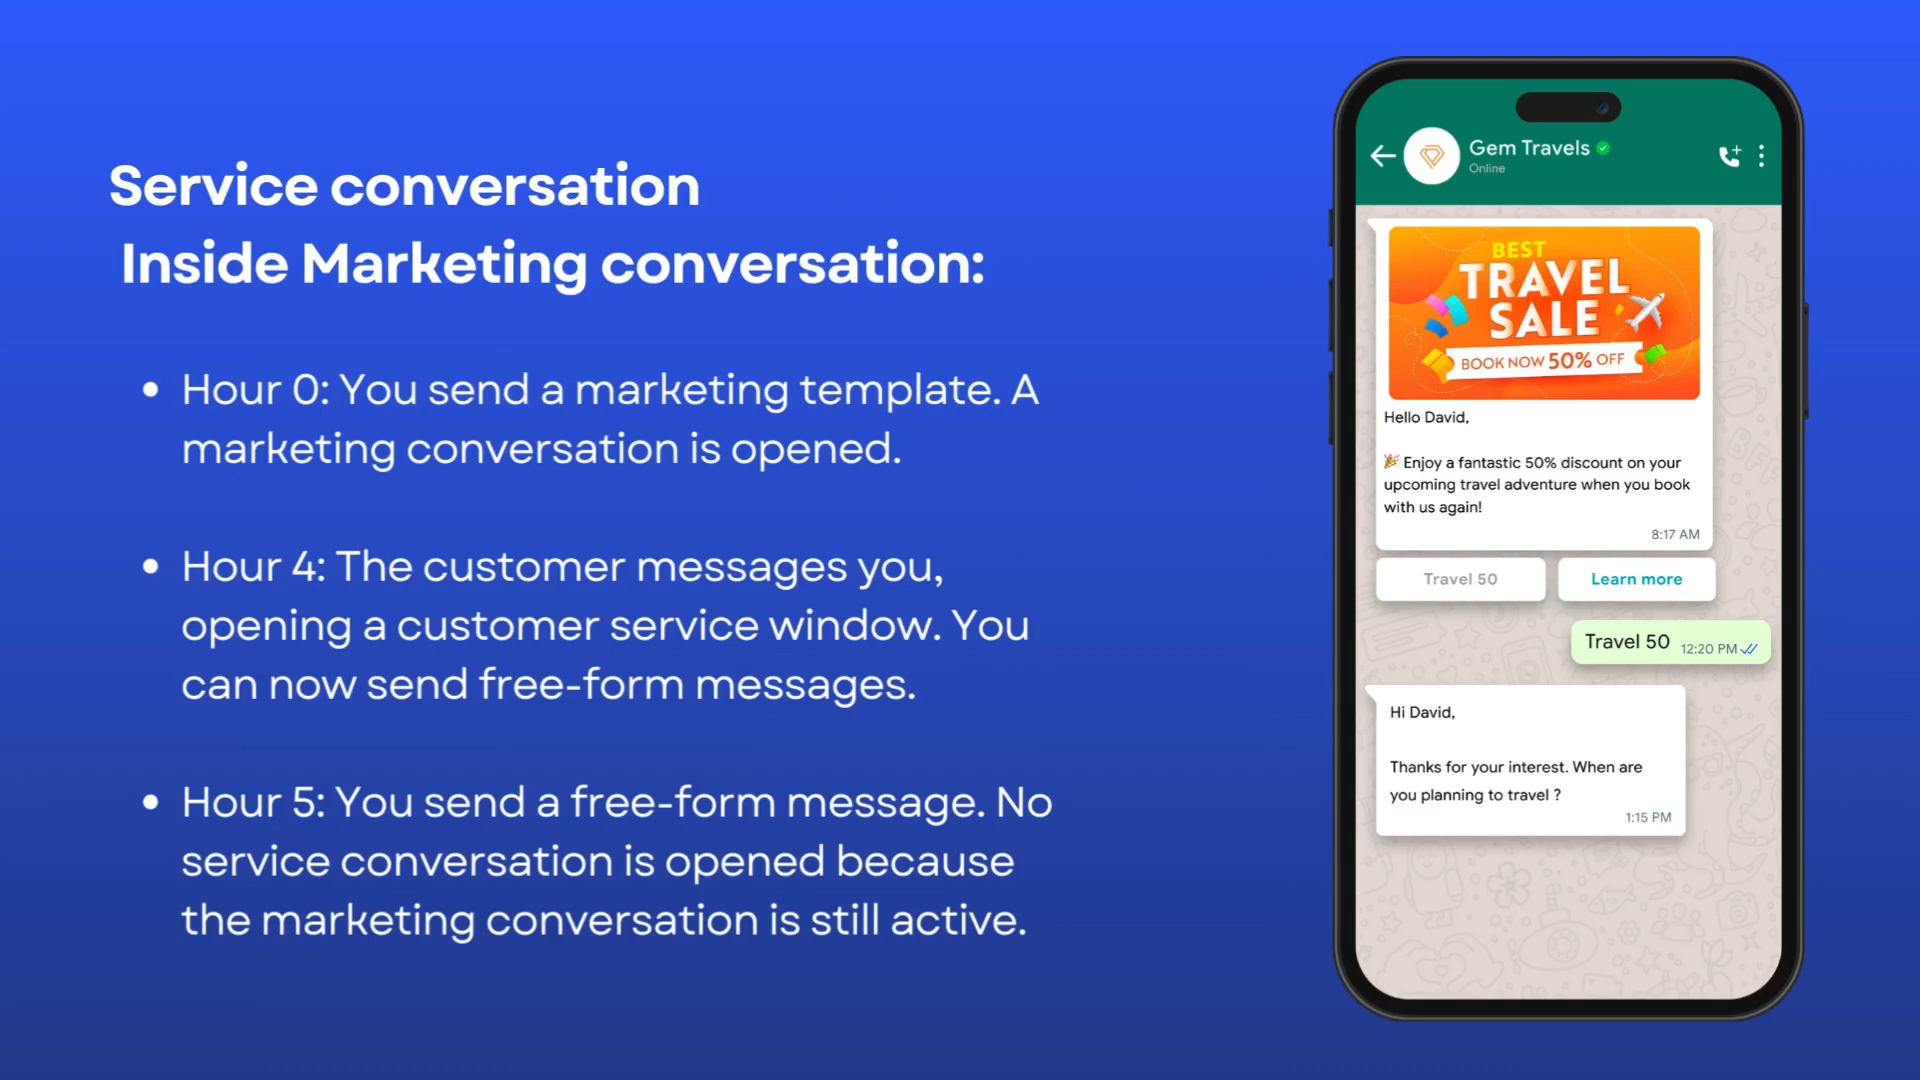 Service conversation
Inside Marketing conversation:
• Hour 0: You send a marketing template. A
marketing conversation is opened.
• Hour 4: The customer messages you,
opening a customer service window. You
can now send free-form messages.
• Hour 5: You send a free-form message. No
service conversation is opened because
the marketing conversation is still active.
Gem Travels
Online
BEST
TRAVEL
SALE
BOOK NOW 50% OFF
Hello David,
🎉 Enjoy a fantastic 50% discount on your
upcoming travel adventure when you book
with us again!
8:17 AM
Travel 50
Learn more
Travel 50 12:20 PM
Hi David,
Thanks for your interest. When are
you planning to travel ?
1:15 PM